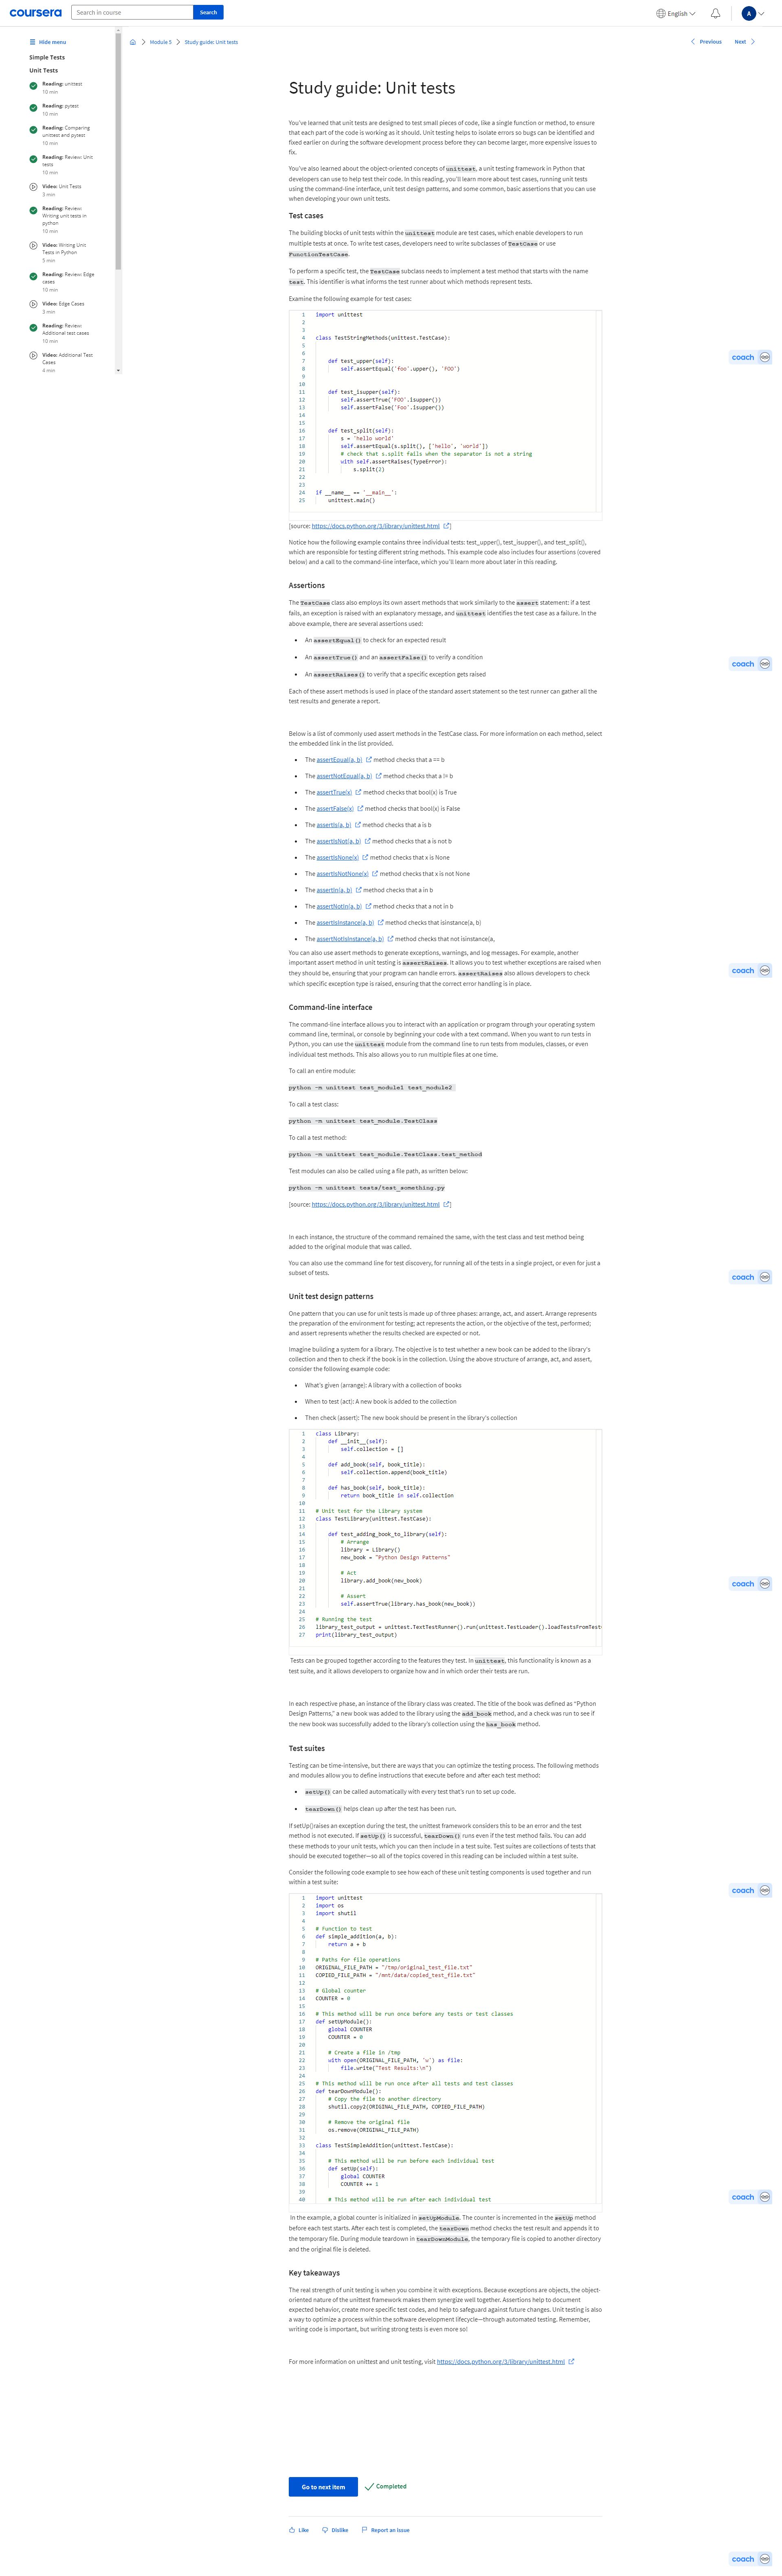 coursera
Search in course
Search
English
A
Hide menu
Module 5
Study guide: Unit tests
Previous
Next
Simple Tests
Unit Tests
Reading: unittest
10 min
Reading: pytest
10 min
Reading: Comparing
unittest and pytest
10 min
Reading: Review: Unit
tests
10 min
Video: Unit Tests
3 min
Reading: Review:
Writing unit tests in
python
10 min
Video: Writing Unit
Tests in Python
5 min
Reading: Review: Edge
cases
10 min
Video: Edge Cases
3 min
Reading: Review:
Additional test cases
10 min
Video: Additional Test
Cases
4 min
Study guide: Unit tests
You've learned that unit tests are designed to test small pieces of code, like a single function or method, to ensure
that each part of the code is working as it should. Unit testing helps to isolate errors so bugs can be identified and
fixed earlier on during the software development process before they can become larger, more expensive issues to
fix.
You've also learned about the object-oriented concepts of unittest, a unit testing framework in Python that
developers can use to help test their code. In this reading, you'll learn more about test cases, running unit tests
using the command-line interface, unit test design patterns, and some common, basic assertions that you can use
when developing your own unit tests.
Test cases
The building blocks of unit tests within the unittest module are test cases, which enable developers to run
multiple tests at once. To write test cases, developers need to write subclasses of TestCase or use
FunctionTestCase.
To perform a specific test, the TestCase subclass needs to implement a test method that starts with the name
test. This identifier is what informs the test runner about which methods represent tests.
Examine the following example for test cases:
1 import unittest
2
3
4 class TestStringMethods(unittest.TestCase):
5
6
7 def test_upper(self):
8 self.assertEqual('foo'.upper(), 'FOO')
9
10
11 def test_isupper(self):
12 self.assertTrue('FOO'.isupper())
13 self.assertFalse('Foo'.isupper())
14
15
16 def test_split(self):
17 s = 'hello world'
18 self.assertEqual(s.split(), ['hello', 'world'])
19 # check that s.split fails when the separator is not a string
20 with self.assertRaises(TypeError):
21 s.split(2)
22
23
24 if __name__ == '__main__':
25 unittest.main()
[source: https://docs.python.org/3/library/unittest.html ]
Notice how the following example contains three individual tests: test_upper(), test_isupper(), and test_split(),
which are responsible for testing different string methods. This example code also includes four assertions (covered
below) and a call to the command-line interface, which you'll learn more about later in this reading.
Assertions
The TestCase class also employs its own assert methods that work similarly to the assert statement: if a test
fails, an exception is raised with an explanatory message, and unittest identifies the test case as a failure. In the
above example, there are several assertions used:
• An assertEqual() to check for an expected result
• An assertTrue() and an assertFalse() to verify a condition
• An assertRaises() to verify that a specific exception gets raised
Each of these assert methods is used in place of the standard assert statement so the test runner can gather all the
test results and generate a report.
Below is a list of commonly used assert methods in the TestCase class. For more information on each method, select
the embedded link in the list provided.
• The assertEqual(a, b) method checks that a == b
• The assertNotEqual(a, b) method checks that a != b
• The assertTrue(x) method checks that bool(x) is True
• The assertFalse(x) method checks that bool(x) is False
• The assertIs(a, b) method checks that a is b
• The assertIsNot(a, b) method checks that a is not b
• The assertIsNone(x) method checks that x is None
• The assertIsNotNone(x) method checks that x is not None
• The assertIn(a, b) method checks that a in b
• The assertNotIn(a, b) method checks that a not in b
• The assertIsInstance(a, b) method checks that isinstance(a, b)
• The assertNotIsInstance(a, b) method checks that not isinstance(a,
You can also use assert methods to generate exceptions, warnings, and log messages. For example, another
important assert method in unit testing is assertRaises. It allows you to test whether exceptions are raised when
they should be, ensuring that your program can handle errors. assertRaises also allows developers to check
which specific exception type is raised, ensuring that the correct error handling is in place.
Command-line interface
The command-line interface allows you to interact with an application or program through your operating system
command line, terminal, or console by beginning your code with a text command. When you want to run tests in
Python, you can use the unittest module from the command line to run tests from modules, classes, or even
individual test methods. This also allows you to run multiple files at one time.
To call an entire module:
python -m unittest test_module1 test_module2
To call a test class:
python -m unittest test_module.TestClass
To call a test method:
python -m unittest test_module.TestClass.test_method
Test modules can also be called using a file path, as written below:
python -m unittest tests/test_something.py
[source: https://docs.python.org/3/library/unittest.html ]
In each instance, the structure of the command remained the same, with the test class and test method being
added to the original module that was called.
You can also use the command line for test discovery, for running all of the tests in a single project, or even for just a
subset of tests.
Unit test design patterns
One pattern that you can use for unit tests is made up of three phases: arrange, act, and assert. Arrange represents
the preparation of the environment for testing; act represents the action, or the objective of the test, performed;
and assert represents whether the results checked are expected or not.
Imagine building a system for a library. The objective is to test whether a new book can be added to the library's
collection and then to check if the book is in the collection. Using the above structure of arrange, act, and assert,
consider the following example code:
• What's given (arrange): A library with a collection of books
• When to test (act): A new book is added to the collection
• Then check (assert): The new book should be present in the library's collection
1 class Library:
2 def __init__(self):
3 self.collection = []
4
5 def add_book(self, book_title):
6 self.collection.append(book_title)
7
8 def has_book(self, book_title):
9 return book_title in self.collection
10
11 # Unit test for the Library system
12 class TestLibrary(unittest.TestCase):
13
14 def test_adding_book_to_library(self):
15 # Arrange
16 library = Library()
17 new_book = "Python Design Patterns"
18
19 # Act
20 library.add_book(new_book)
21
22 # Assert
23 self.assertTrue(library.has_book(new_book))
24
25 # Running the test
26 library_test_output = unittest.TextTestRunner().run(unittest.TestLoader().loadTestsFromTest
27 print(library_test_output)
Tests can be grouped together according to the features they test. In unittest, this functionality is known as a
test suite, and it allows developers to organize how and in which order their tests are run.
In each respective phase, an instance of the library class was created. The title of the book was defined as “Python
Design Patterns,” a new book was added to the library using the add_book method, and a check was run to see if
the new book was successfully added to the library's collection using the has_book method.
Test suites
Testing can be time-intensive, but there are ways that you can optimize the testing process. The following methods
and modules allow you to define instructions that execute before and after each test method:
• setUp() can be called automatically with every test that's run to set up code.
• tearDown() helps clean up after the test has been run.
If setUp()raises an exception during the test, the unittest framework considers this to be an error and the test
method is not executed. If setUp() is successful, tearDown() runs even if the test method fails. You can add
these methods to your unit tests, which you can then include in a test suite. Test suites are collections of tests that
should be executed together—so all of the topics covered in this reading can be included within a test suite.
Consider the following code example to see how each of these unit testing components is used together and run
within a test suite:
1 import unittest
2 import os
3 import shutil
4
5 # Function to test
6 def simple_addition(a, b):
7 return a + b
8
9 # Paths for file operations
10 ORIGINAL_FILE_PATH = "/tmp/original_test_file.txt"
11 COPIED_FILE_PATH = "/mnt/data/copied_test_file.txt"
12
13 # Global counter
14 COUNTER = 0
15
16 # This method will be run once before any tests or test classes
17 def setUpModule():
18 global COUNTER
19 COUNTER = 0
20
21 # Create a file in /tmp
22 with open(ORIGINAL_FILE_PATH, 'w') as file:
23 file.write("Test Results:\n")
24
25 # This method will be run once after all tests and test classes
26 def tearDownModule():
27 # Copy the file to another directory
28 shutil.copy2(ORIGINAL_FILE_PATH, COPIED_FILE_PATH)
29
30 # Remove the original file
31 os.remove(ORIGINAL_FILE_PATH)
32
33 class TestSimpleAddition(unittest.TestCase):
34
35 # This method will be run before each individual test
36 def setUp(self):
37 global COUNTER
38 COUNTER += 1
39
40 # This method will be run after each individual test
In the example, a global counter is initialized in setUpModule. The counter is incremented in the setUp method
before each test starts. After each test is completed, the tearDown method checks the test result and appends it to
the temporary file. During module teardown in tearDownModule, the temporary file is copied to another directory
and the original file is deleted.
Key takeaways
The real strength of unit testing is when you combine it with exceptions. Because exceptions are objects, the object-
oriented nature of the unittest framework makes them synergize well together. Assertions help to document
expected behavior, create more specific test codes, and help to safeguard against future changes. Unit testing is also
a way to optimize a process within the software development lifecycle—through automated testing. Remember,
writing code is important, but writing strong tests is even more so!
For more information on unittest and unit testing, visit https://docs.python.org/3/library/unittest.html
Go to next item
Completed
Like
Dislike
Report an issue
coach
coach
coach
coach
coach
coach
coach
coach